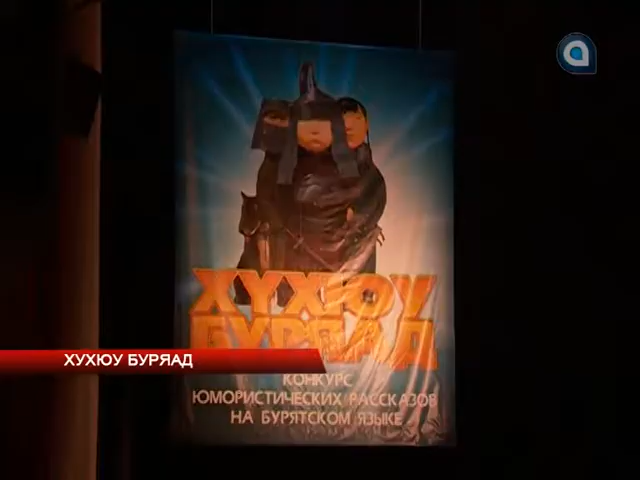 ХУХЮУ
БУРЯАД
ХУХЮУ БУРЯАД
КОНКУРС
ЮМОРИСТИЧЕСКИХ РАССКАЗОВ
НА БУРЯТСКОМ ЯЗЫКЕ